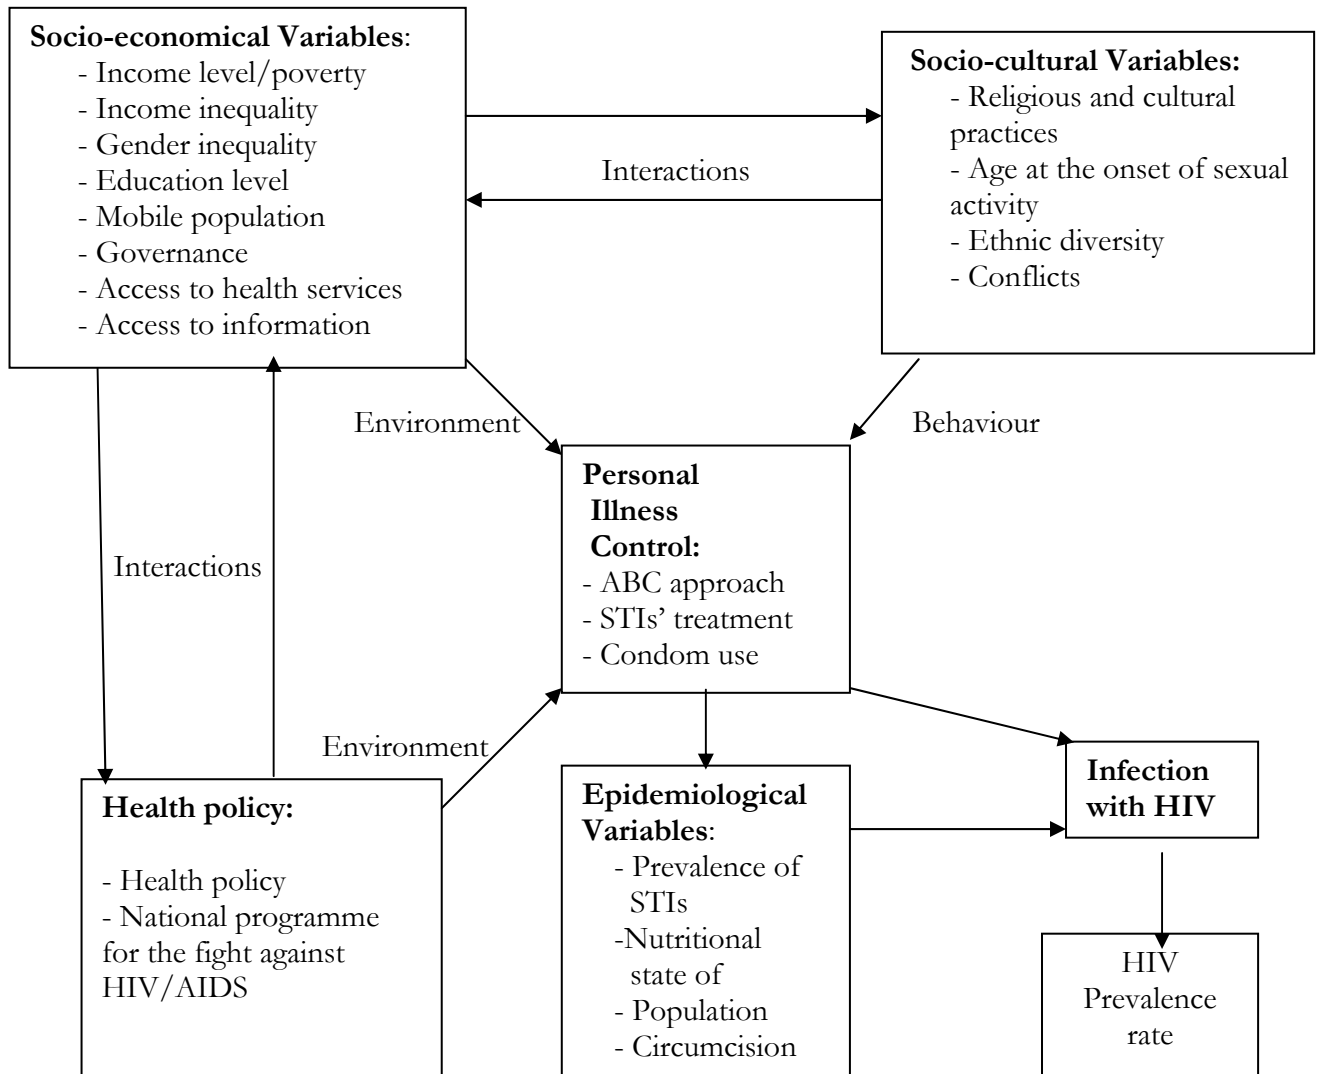 Socio-economical Variables:
- Income level/poverty
- Income inequality
- Gender inequality
- Education level
- Mobile population
- Governance
- Access to health services
- Access to information
Socio-cultural Variables:
- Religious and cultural
practices
- Age at the onset of sexual
activity
- Ethnic diversity
- Conflicts
Interactions
Environment
Behaviour
Personal
Illness
Control:
- ABC approach
- STIs’ treatment
- Condom use
Interactions
Environment
Health policy:
- Health policy
- National programme
for the fight against
HIV/AIDS
Epidemiological
Variables:
- Prevalence of
STIs
-Nutritional
state of
- Population
- Circumcision
Infection
with HIV
HIV
Prevalence
rate